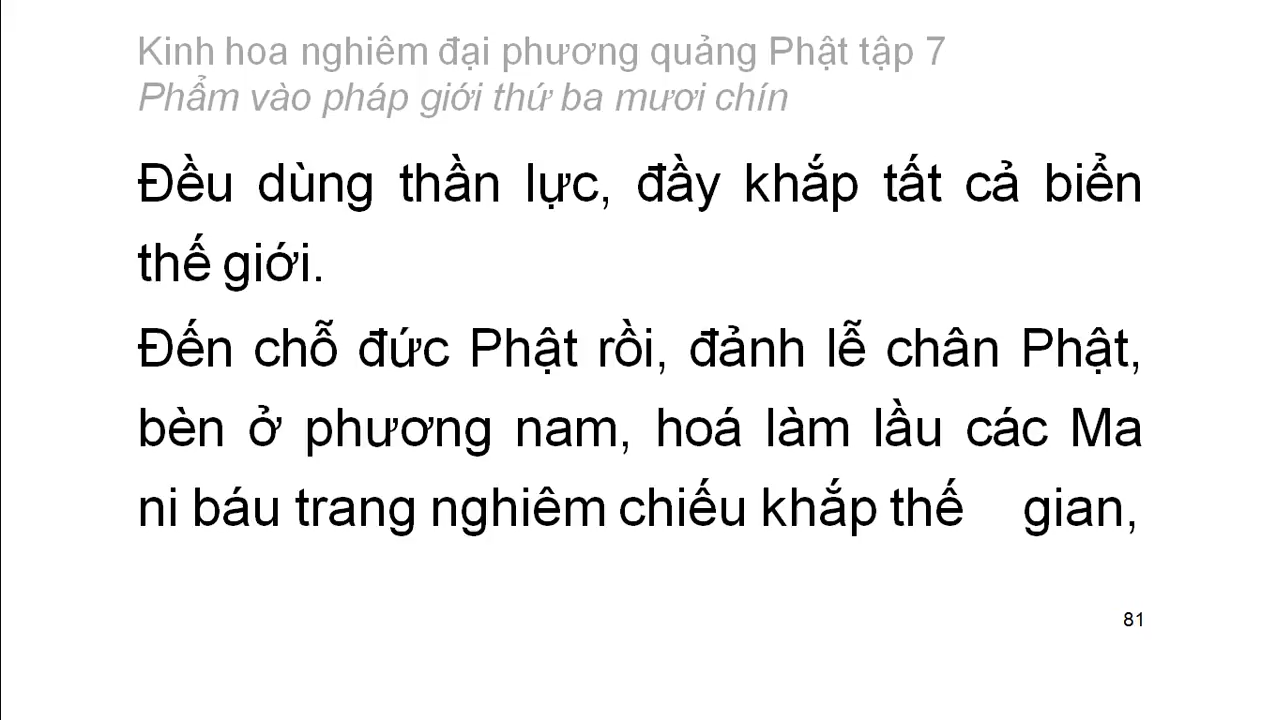 Kinh hoa nghiêm đại phương quảng Phật tập 7
Phẩm vào pháp giới thứ ba mươi chín
Đều dùng thần lực, đầy khắp tất cả biển
thế giới.
Đến chỗ đức Phật rồi, đảnh lễ chân Phật,
bèn ở phương nam, hoá làm lầu các Ma
ni báu trang nghiêm chiếu khắp thế gian,
81